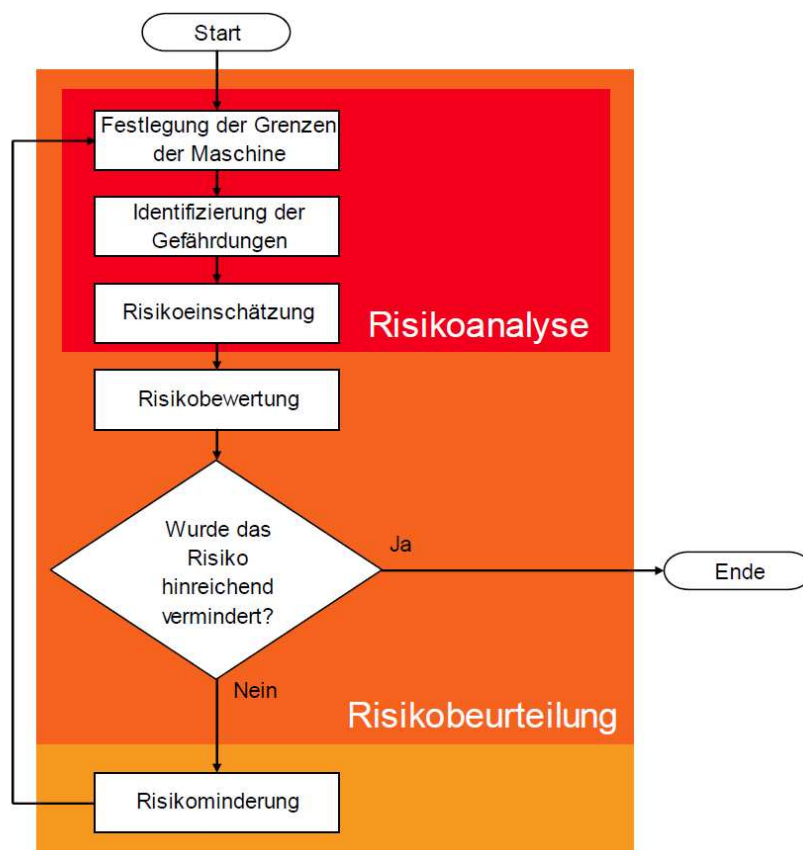 Start
Festlegung der Grenzen
der Maschine
Identifizierung der
Gefährdungen
Risikoeinschätzung
Risikoanalyse
Risikobewertung
Wurde das
Risiko
hinreichend
vermindert?
Ja
Ende
Nein
Risikobeurteilung
Risikominderung